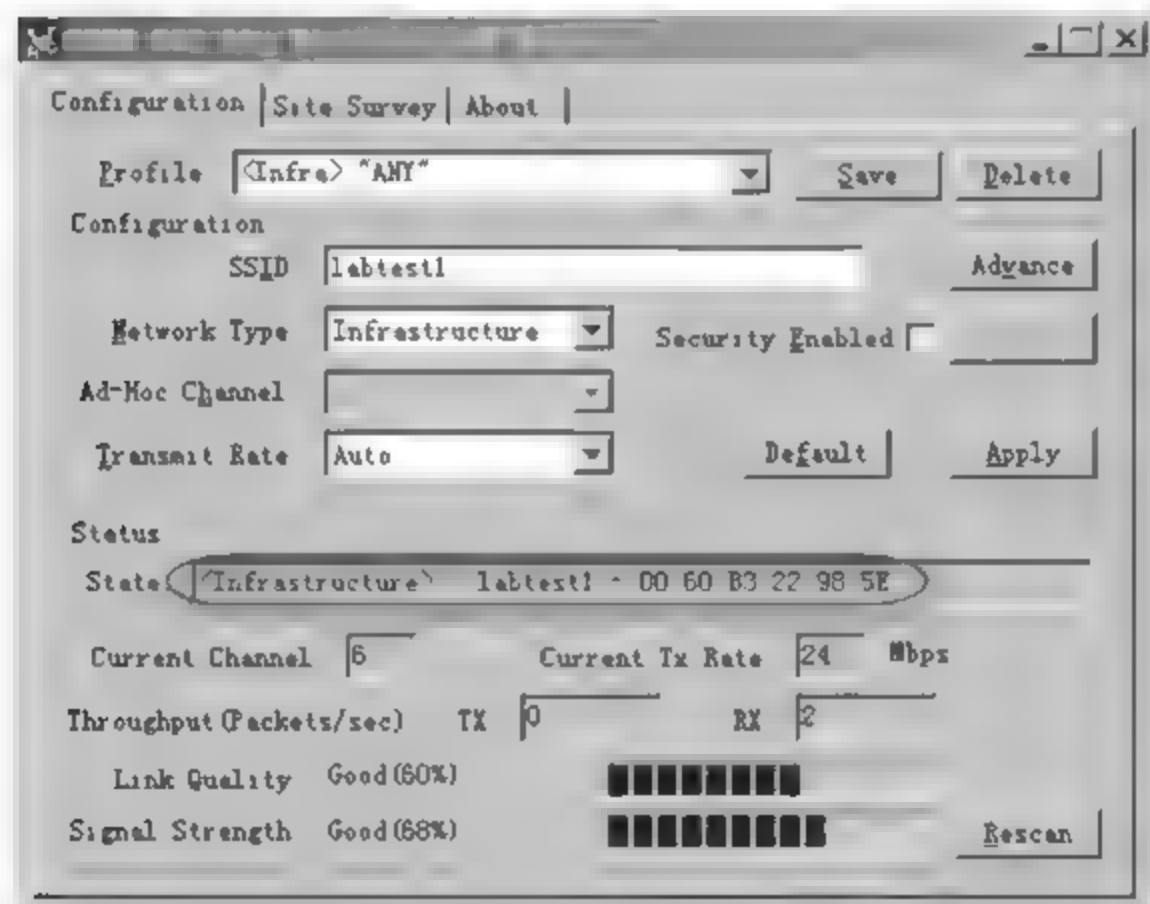 Configuration Site Survey About
Profile <Infra> "ANY" Save Delete
Configuration
SSID labtest1 Advance
Network Type Infrastructure Security Enabled
Ad-Hoc Channel
Transmit Rate Auto Default Apply
Status
State <Infrastructure> labtest1 - 00 60 B3 22 98 5E
Current Channel 6 Current Tx Rate 24 Mbps
Throughput(Packets/sec) TX 0 RX 2
Link Quality Good(60%)
Signal Strength Good(68%) Rescan